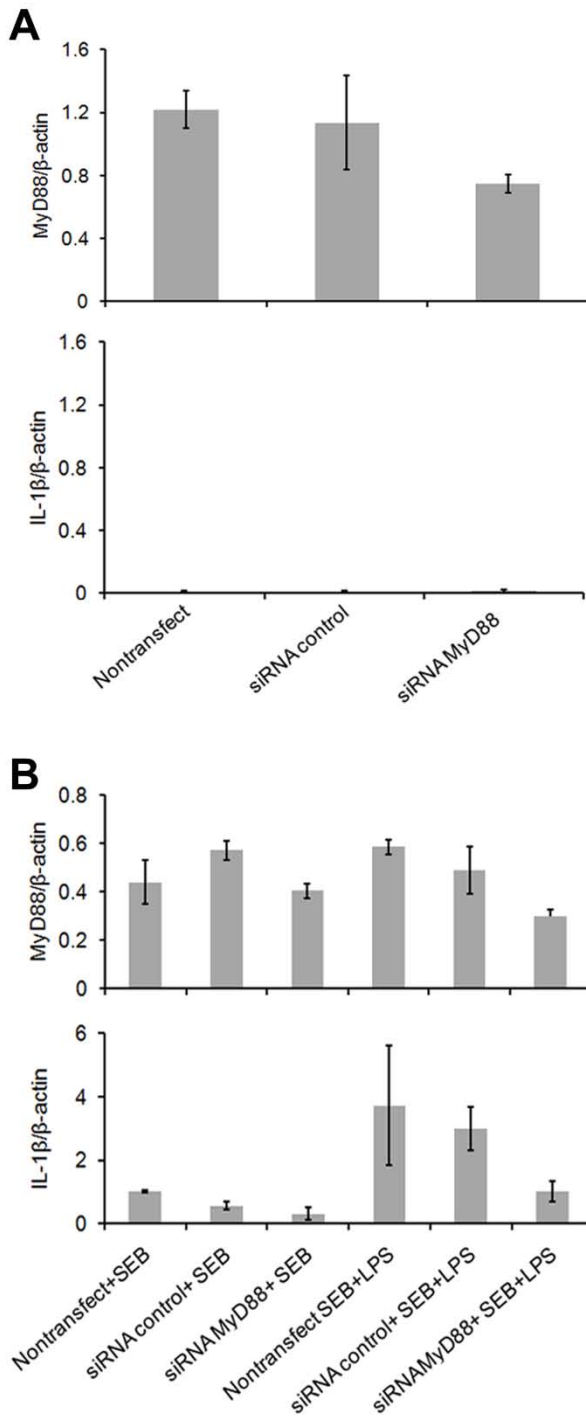 A
MyD88/β-actin
1.6
1.2
0.8
0.4
0
IL-1β/β-actin
1.6
1.2
0.8
0.4
0
Nontransfect
siRNA control
siRNA MyD88
B
MyD88/β-actin
0.8
0.6
0.4
0.2
0
IL-1β/β-actin
6
4
2
0
Nontransfect+SEB
siRNA control+ SEB
siRNA MyD88+ SEB
Nontransfect SEB+LPS
siRNA control+ SEB+LPS
siRNAMyD88+ SEB+LPS